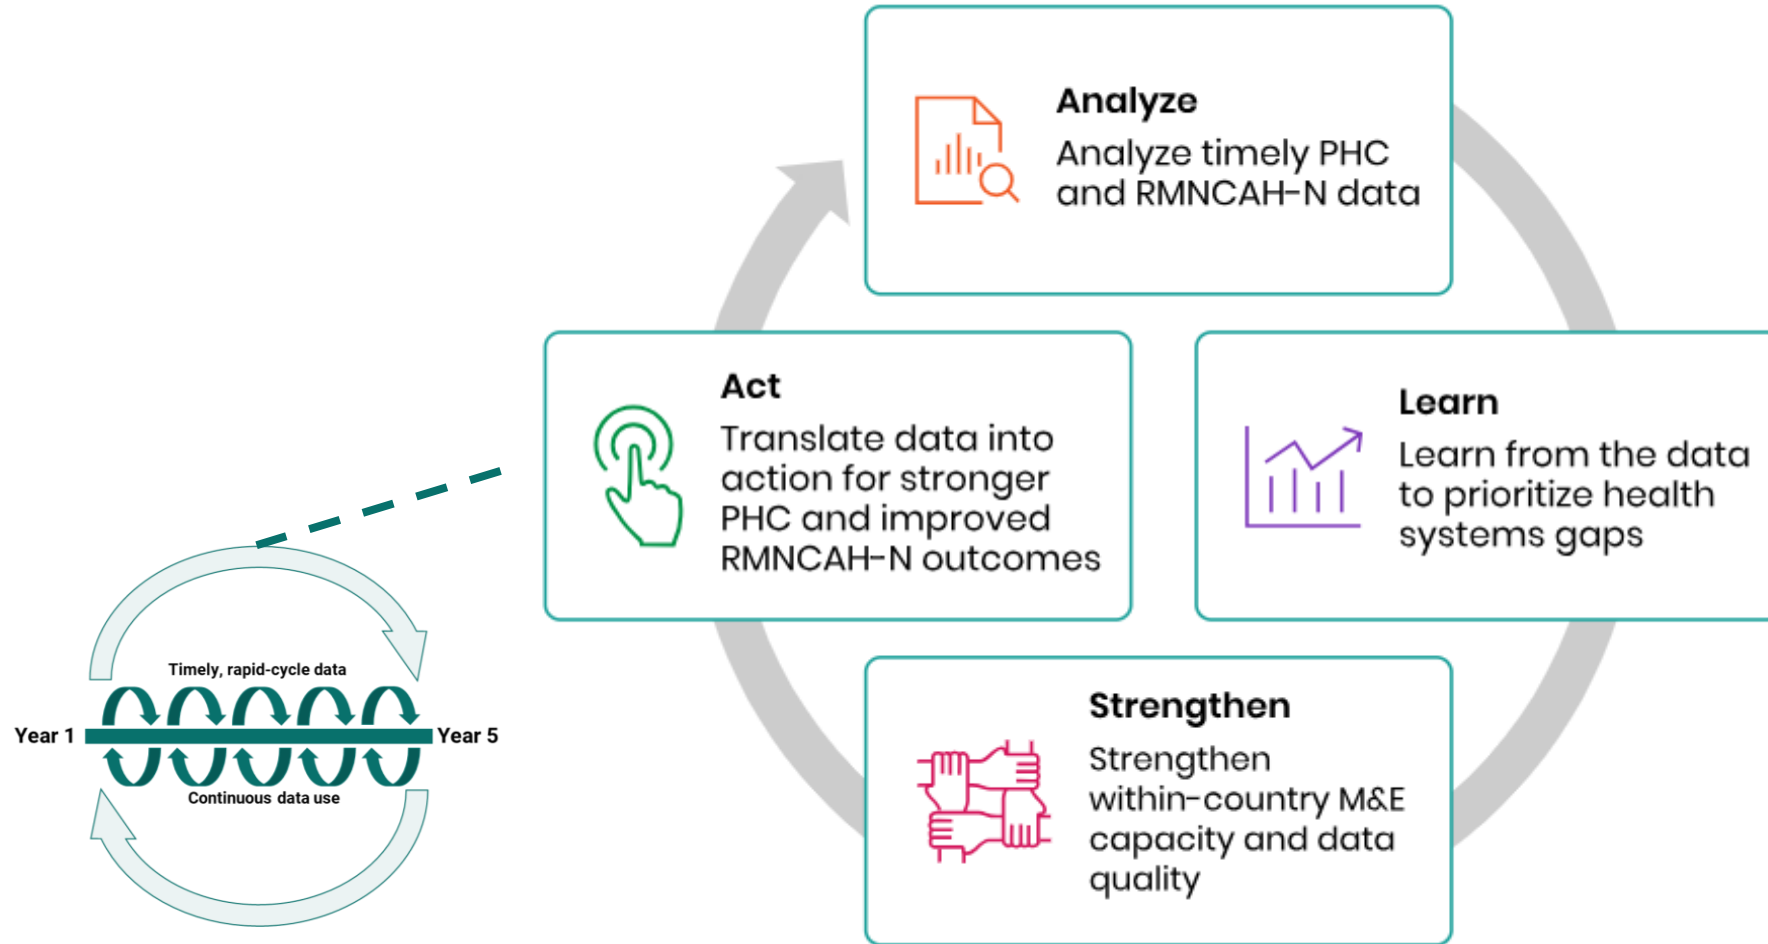 Analyze
Analyze timely PHC
and RMNCAH-N data
Act
Translate data into
action for stronger
PHC and improved
RMNCAH-N outcomes
Learn
Learn from the data
to prioritize health
systems gaps
Strengthen
Strengthen
within-country M&E
capacity and data
quality
Timely, rapid-cycle data
Year 1
Year 5
Continuous data use